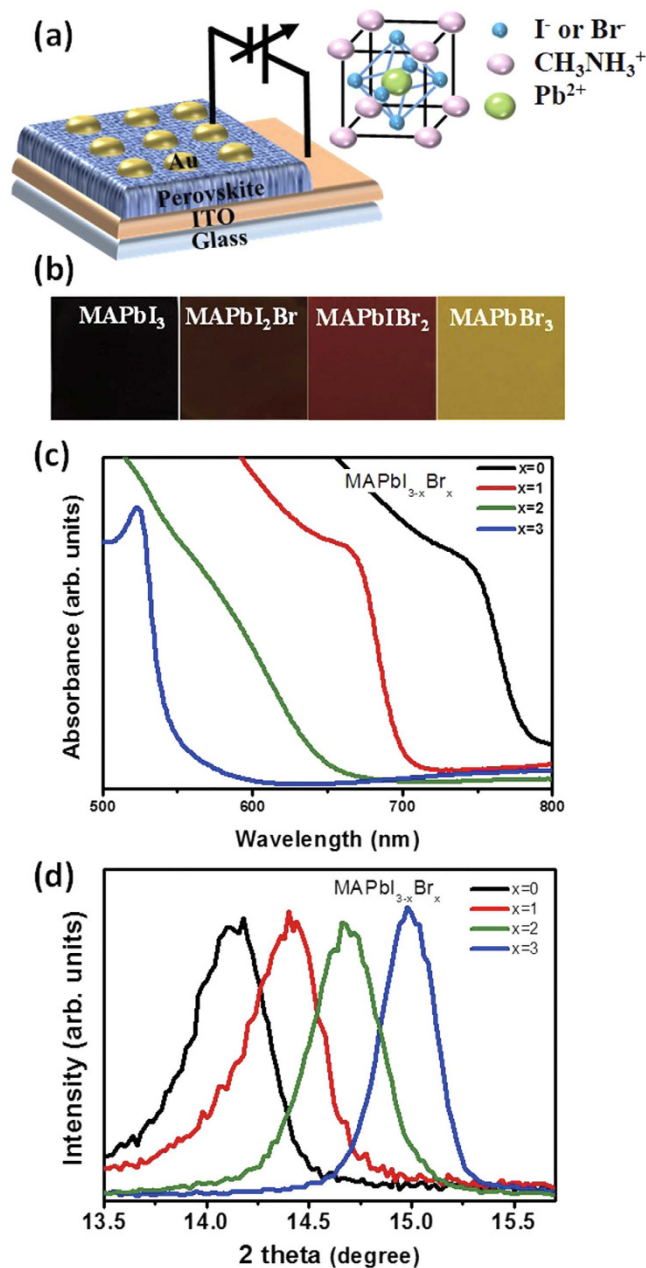 (a)
I⁻ or Br⁻
CH₃NH₃⁺
Pb²⁺
Au
Perovskite
ITO
Glass
(b)
MAPbI₃ MAPbI₂Br MAPbIBr₂ MAPbBr₃
(c)
MAPbI₃₋ₓBrₓ
x=0
x=1
x=2
x=3
Absorbance (arb. units)
500 600 700 800
Wavelength (nm)
(d)
MAPbI₃₋ₓBrₓ
x=0
x=1
x=2
x=3
Intensity (arb. units)
13.5 14.0 14.5 15.0 15.5
2 theta (degree)